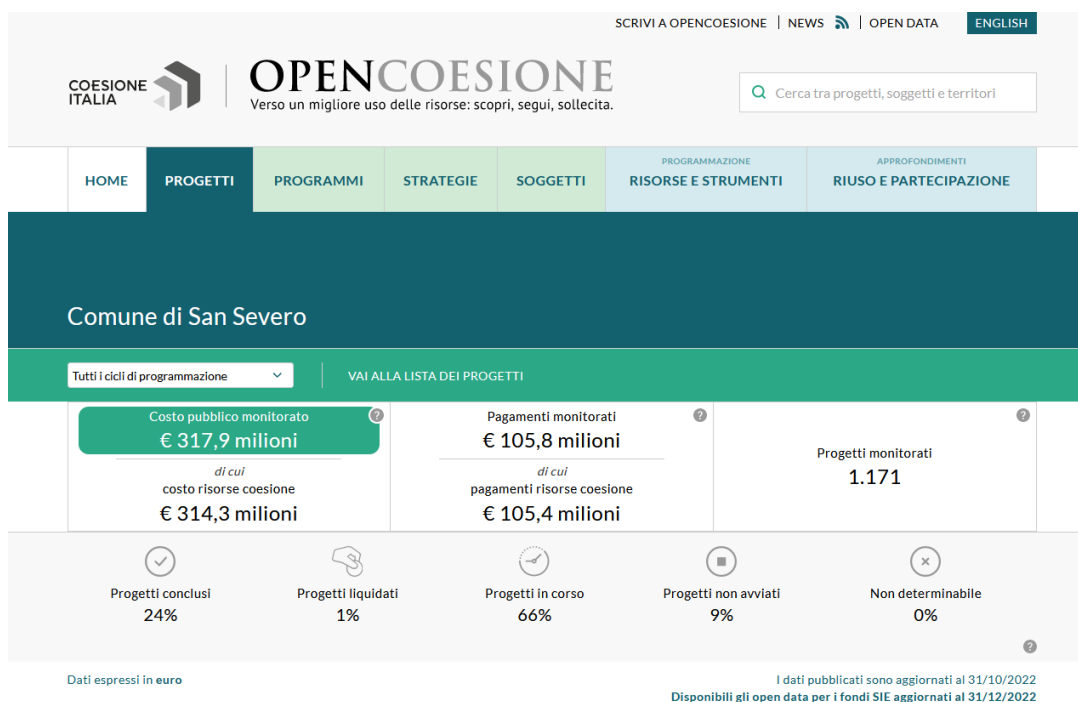 SCRIVI A OPENCOESIONE | NEWS | OPEN DATA ENGLISH
COESIONE
ITALIA
OPENCOESIONE
Verso un migliore uso delle risorse: scopri, segui, sollecita.
Cerca tra progetti, soggetti e territori
PROGRAMMAZIONE APPROFONDIMENTI
HOME PROGETTI PROGRAMMI STRATEGIE SOGGETTI RISORSE E STRUMENTI RIUSO E PARTECIPAZIONE
Comune di San Severo
Tutti i cicli di programmazione VAI ALLA LISTA DEI PROGETTI
Costo pubblico monitorato ?
€ 317,9 milioni
di cui
costo risorse coesione
€ 314,3 milioni
Pagamenti monitorati ?
€ 105,8 milioni
di cui
pagamenti risorse coesione
€ 105,4 milioni
?
Progetti monitorati
1.171
Progetti conclusi
24%
Progetti liquidati
1%
Progetti in corso
66%
Progetti non avviati
9%
Non determinabile
0%
?
Dati espressi in euro
I dati pubblicati sono aggiornati al 31/10/2022
Disponibili gli open data per i fondi SIE aggiornati al 31/12/2022